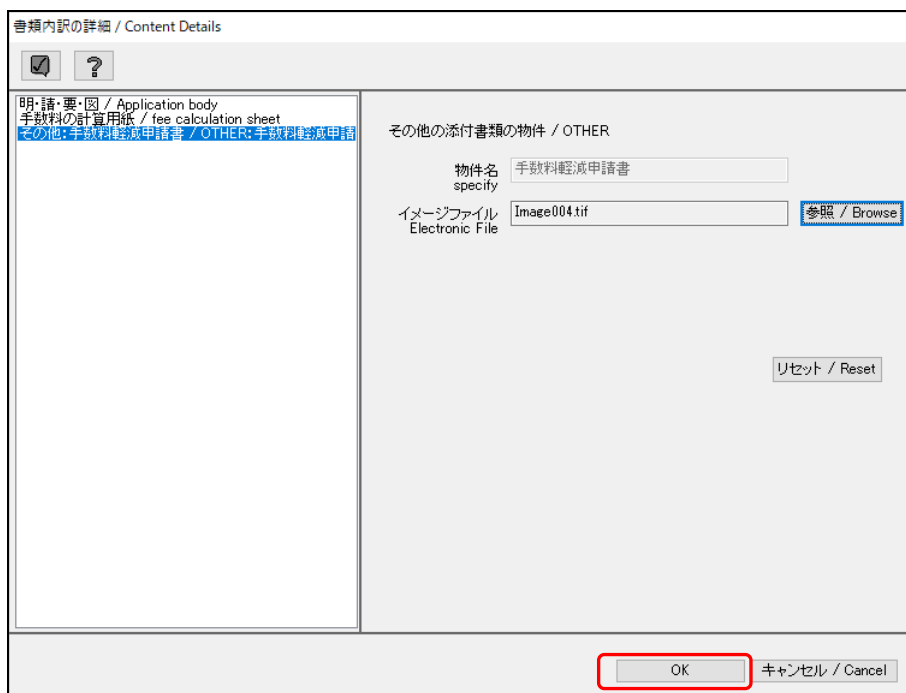 書類内訳の詳細 / Content Details
?
明・請・要・図 / Application body
手数料の計算用紙 / fee calculation sheet
その他:手数料軽減申請書 / OTHER:手数料軽減申請
その他の添付書類の物件 / OTHER
物件名
specify
手数料軽減申請書
イメージファイル
Electronic File
Image004.tif
参照 / Browse
リセット / Reset
OK
キャンセル / Cancel